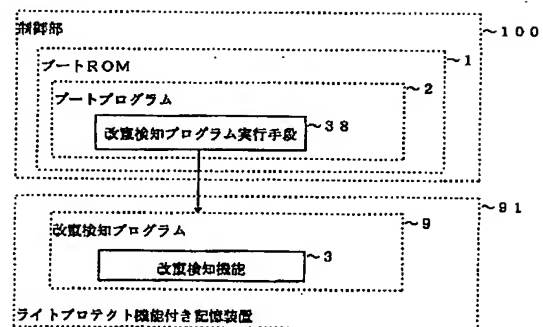 制御部 ~100
ブートROM ~1
ブートプログラム ~2
改竄検知プログラム実行手段 ~38
~91
改竄検知プログラム ~9
改竄検知機能 ~3
ライトプロテクト機能付き記憶装置